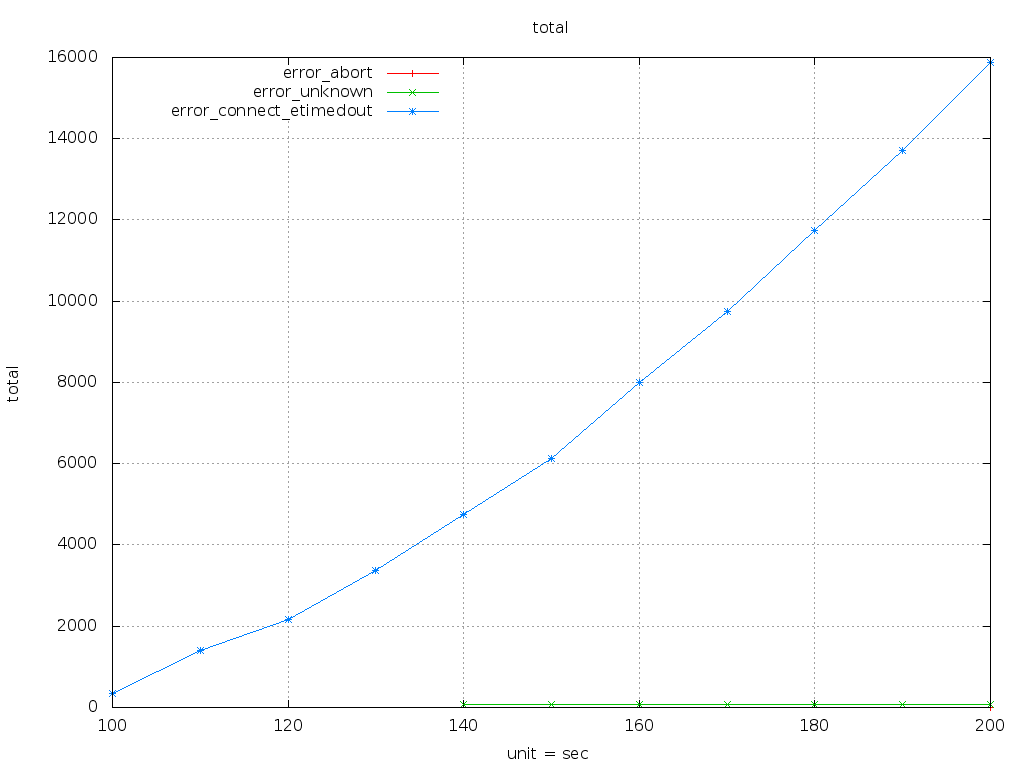 total
16000
14000
12000
10000
8000
6000
4000
2000
0
error_abort
error_unknown
error_connect_etimedout
total
100 120 140 160 180 200
unit = sec